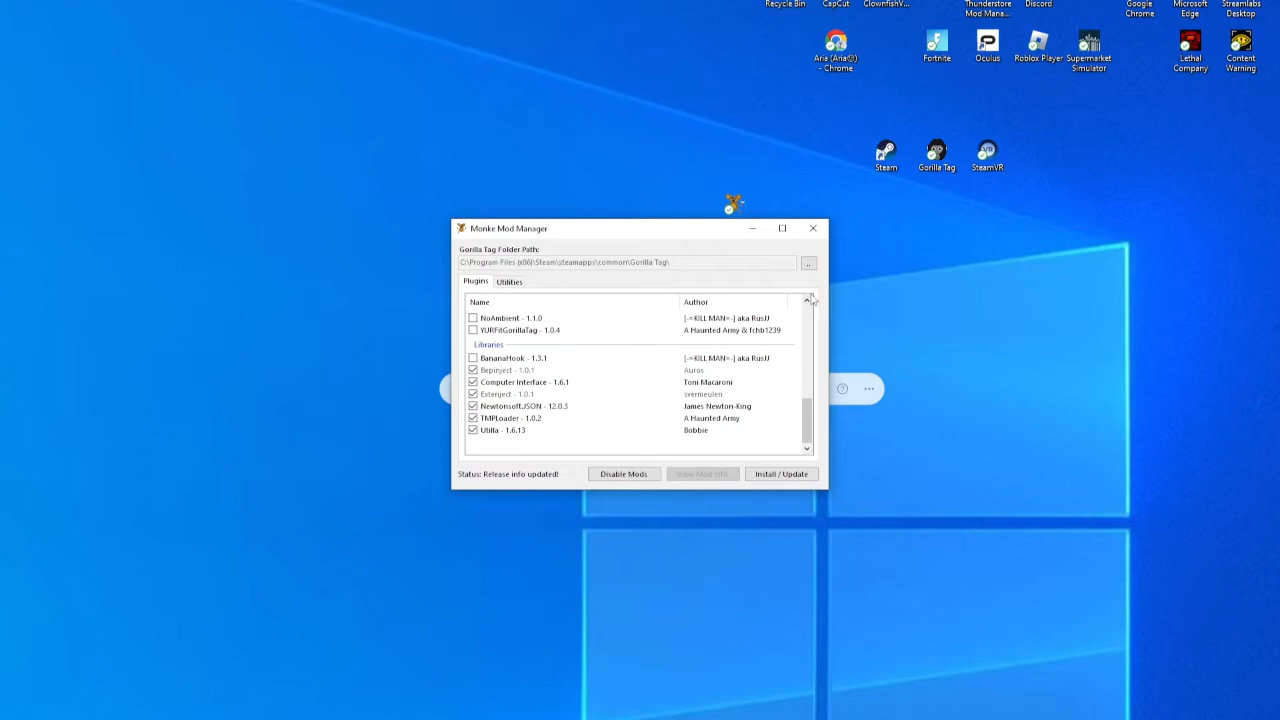 Recycle Bin
CapCut
ClownfishV...
Thunderstore
Mod Mana...
Discord
Google
Chrome
Microsoft
Edge
Streamlabs
Desktop
Aria (Aria
- Chrome
Fortnite
Oculus
Roblox Player
Supermarket
Simulator
Lethal
Company
Content
Warning
Steam
Gorilla Tag
SteamVR
Monke Mod Manager
Gorilla Tag Folder Path:
C:\Program Files (x86)\Steam\steamapps\common\Gorilla Tag\
..
Plugins
Utilities
Name
Author
NoAmbient - 1.1.0
[-=KILL MAN=-] aka RusJJ
YURFitGorillaTag - 1.0.4
A Haunted Army & fchb1239
Libraries
BananaHook - 1.3.1
[-=KILL MAN=-] aka RusJJ
Bepinject - 1.0.1
Auros
Computer Interface - 1.6.1
Toni Macaroni
Extenject - 1.0.1
svermeulen
Newtonsoft.JSON - 12.0.3
James Newton-King
TMPLoader - 1.0.2
A Haunted Army
Utilla - 1.6.13
Bobbie
Status: Release info updated!
Disable Mods
View Mod Info
Install / Update